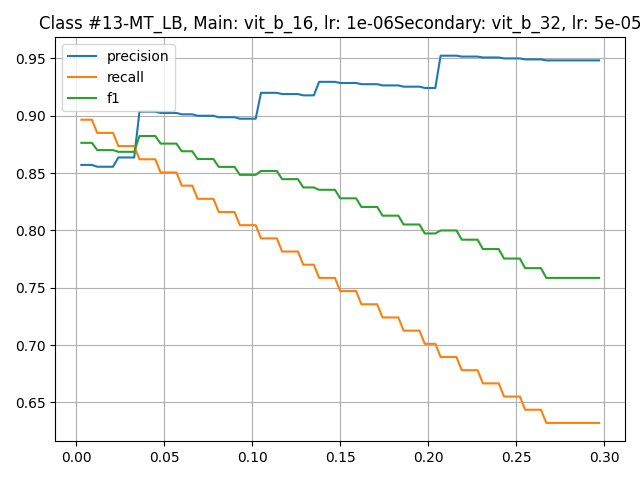 Class #13-MT_LB, Main: vit_b_16, lr: 1e-06Secondary: vit_b_32, lr: 5e-05
precision
recall
f1
0.95
0.90
0.85
0.80
0.75
0.70
0.65
0.00 0.05 0.10 0.15 0.20 0.25 0.30